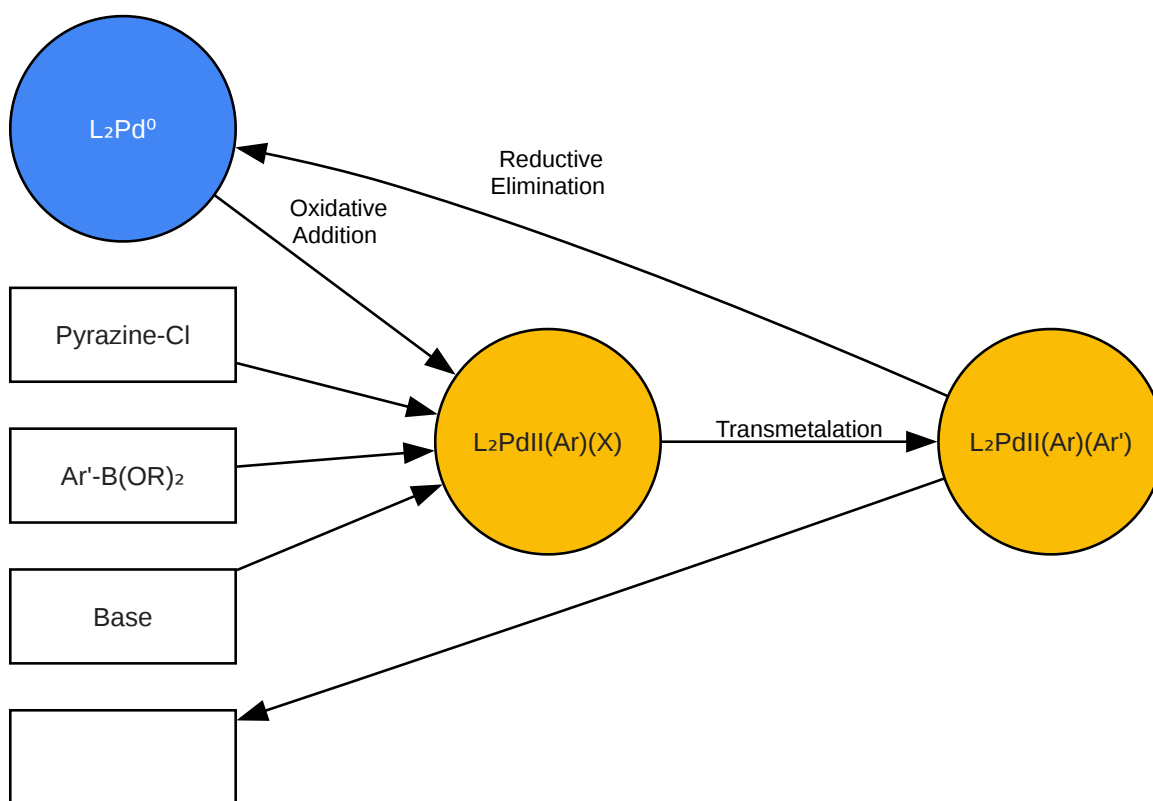 L₂Pd⁰
Reductive
Elimination
Oxidative
Addition
Pyrazine-Cl
Transmetalation
L₂PdII(Ar)(X)
L₂PdII(Ar)(Ar')
Ar'-B(OR)₂
Base